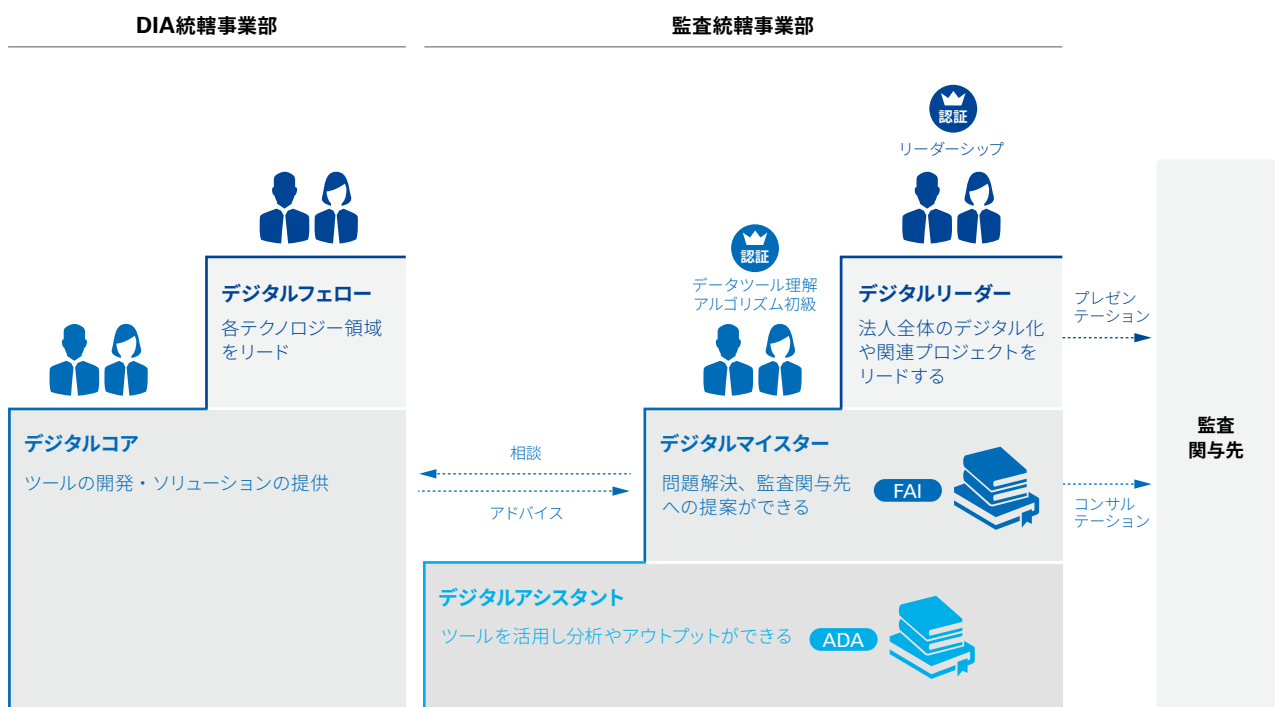 DIA統轄事業部
監査統轄事業部
認証
リーダーシップ
認証
データツール理解
アルゴリズム初級
デジタルフェロー
各テクノロジー領域
をリード
デジタルリーダー
法人全体のデジタル化
や関連プロジェクトを
リードする
プレゼン
テーション
デジタルコア
ツールの開発・ソリューションの提供
相談
アドバイス
デジタルマイスター
問題解決、監査関与先
への提案ができる
FAI
コンサル
テーション
監査
関与先
デジタルアシスタント
ツールを活用し分析やアウトプットができる
ADA